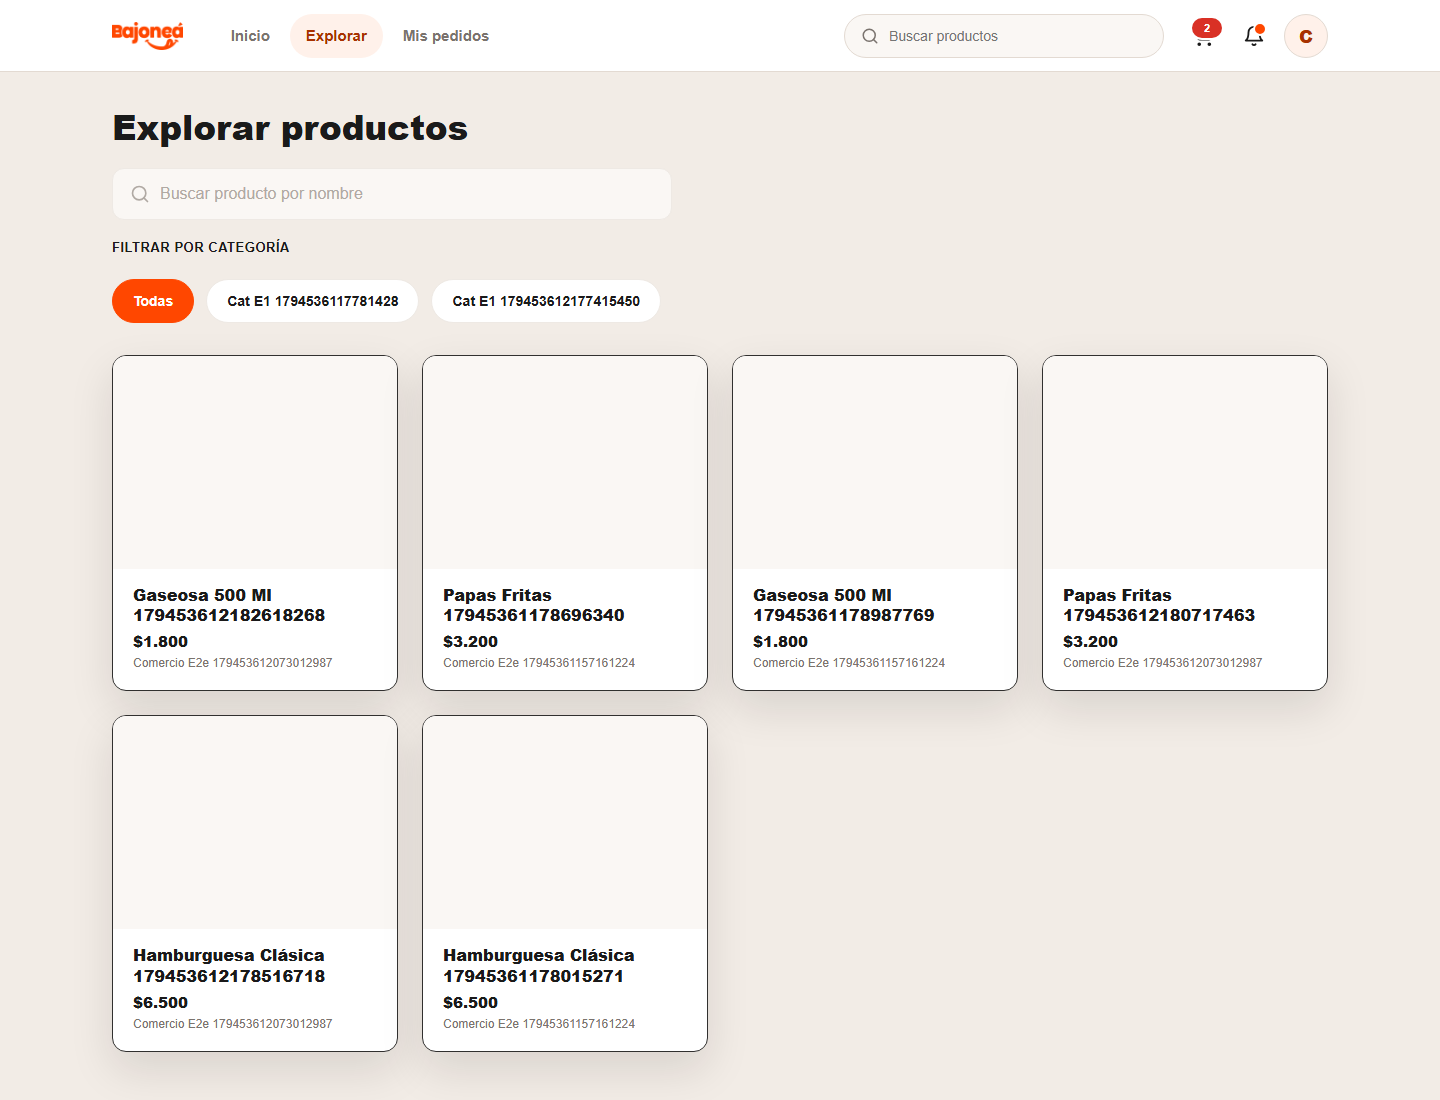 Bajoneá
Inicio
Explorar
Mis pedidos
Buscar productos
2
C
Explorar productos
Buscar producto por nombre
FILTRAR POR CATEGORÍA
Todas
Cat E1 1794536117781428
Cat E1 179453612177415450
Gaseosa 500 Ml
179453612182618268
$1.800
Comercio E2e 179453612073012987
Papas Fritas
17945361178696340
$3.200
Comercio E2e 17945361157161224
Gaseosa 500 Ml
17945361178987769
$1.800
Comercio E2e 17945361157161224
Papas Fritas
179453612180717463
$3.200
Comercio E2e 179453612073012987
Hamburguesa Clásica
179453612178516718
$6.500
Comercio E2e 179453612073012987
Hamburguesa Clásica
17945361178015271
$6.500
Comercio E2e 17945361157161224